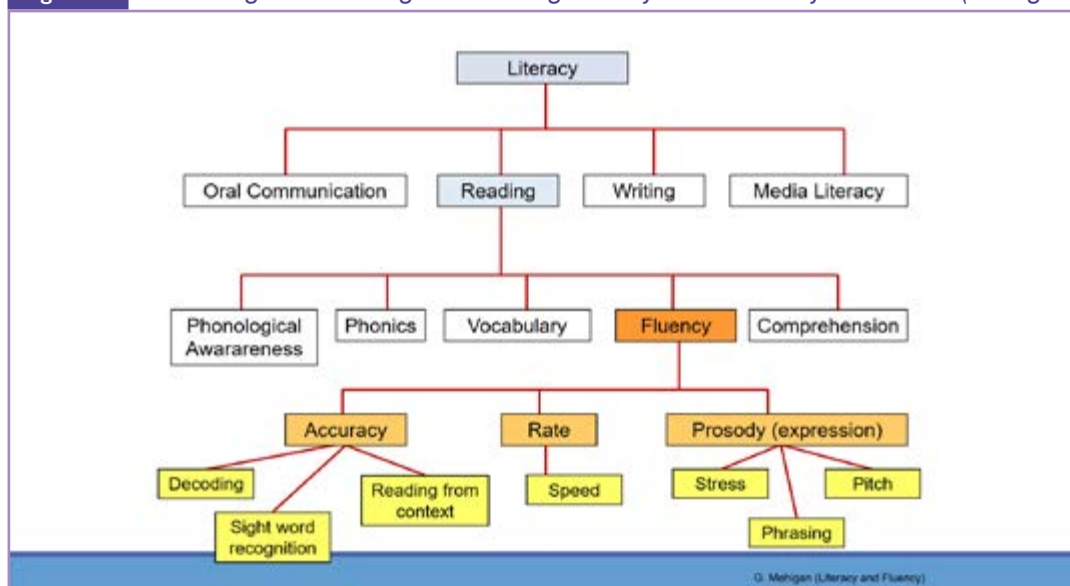 Literacy
Oral Communication
Reading
Writing
Media Literacy
Phonological
Awarareness
Phonics
Vocabulary
Fluency
Comprehension
Accuracy
Rate
Prosody (expression)
Decoding
Sight word
recognition
Reading from
context
Speed
Stress
Phrasing
Pitch
G. Mehigan (Literacy and Fluency)